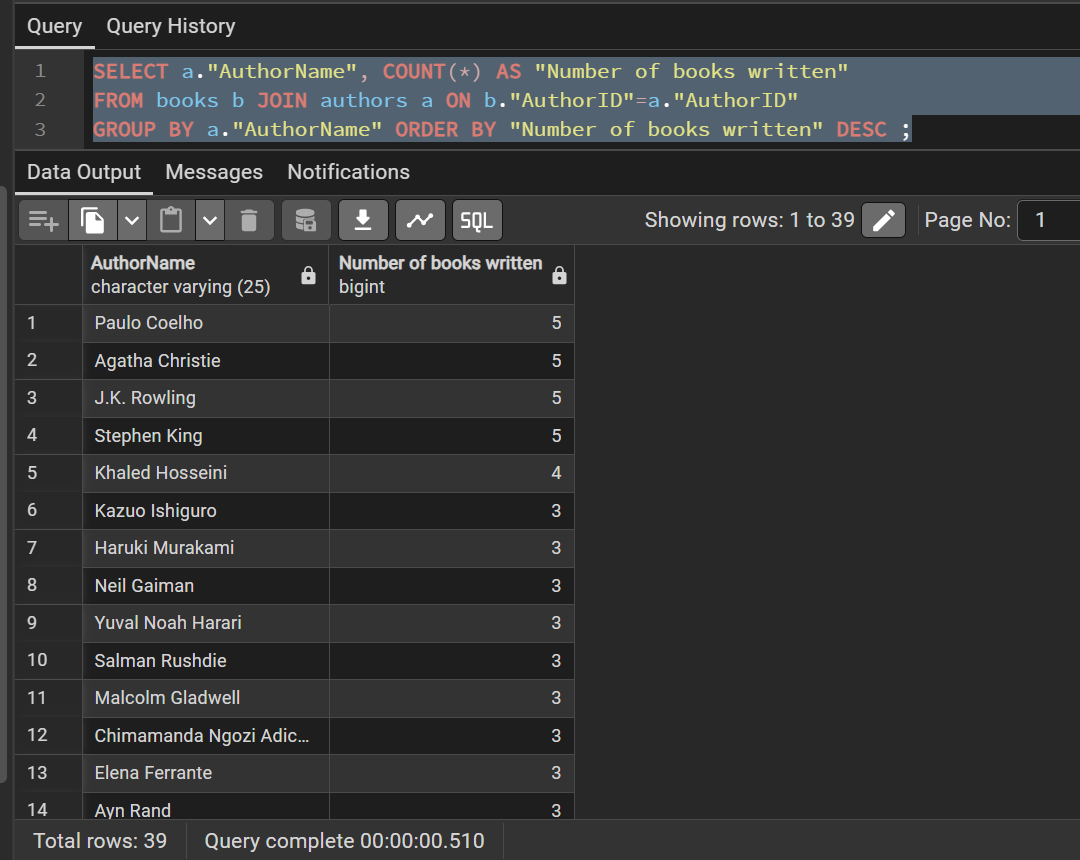 Query Query History
1 SELECT a."AuthorName", COUNT(*) AS "Number of books written"
2 FROM books b JOIN authors a ON b."AuthorID"=a."AuthorID"
3 GROUP BY a."AuthorName" ORDER BY "Number of books written" DESC ;
Data Output Messages Notifications
SQL Showing rows: 1 to 39 Page No: 1
AuthorName Number of books written
character varying (25) bigint
1 Paulo Coelho 5
2 Agatha Christie 5
3 J.K. Rowling 5
4 Stephen King 5
5 Khaled Hosseini 4
6 Kazuo Ishiguro 3
7 Haruki Murakami 3
8 Neil Gaiman 3
9 Yuval Noah Harari 3
10 Salman Rushdie 3
11 Malcolm Gladwell 3
12 Chimamanda Ngozi Adic... 3
13 Elena Ferrante 3
14 Ayn Rand 3
Total rows: 39 Query complete 00:00:00.510